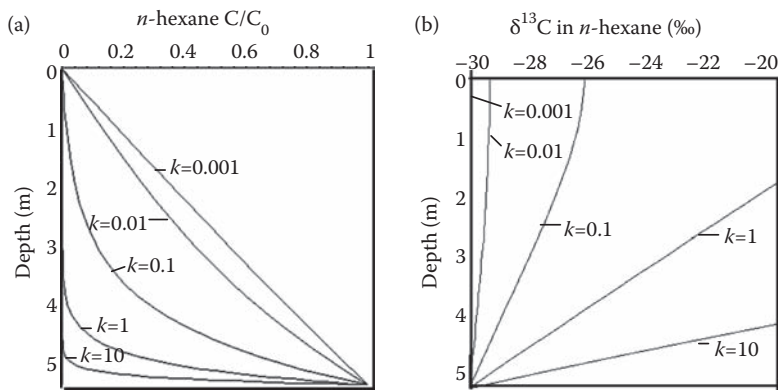 (a)
n-hexane C/C₀
0 0.2 0.4 0.6 0.8 1
Depth (m)
0
1
2
3
4
5
k=0.001
k=0.01
k=0.1
k=1
k=10
(b)
δ¹³C in n-hexane (‰)
−30 −28 −26 −24 −22 −20
Depth (m)
0
1
2
3
4
5
k=0.001
k=0.01
k=0.1
k=1
k=10